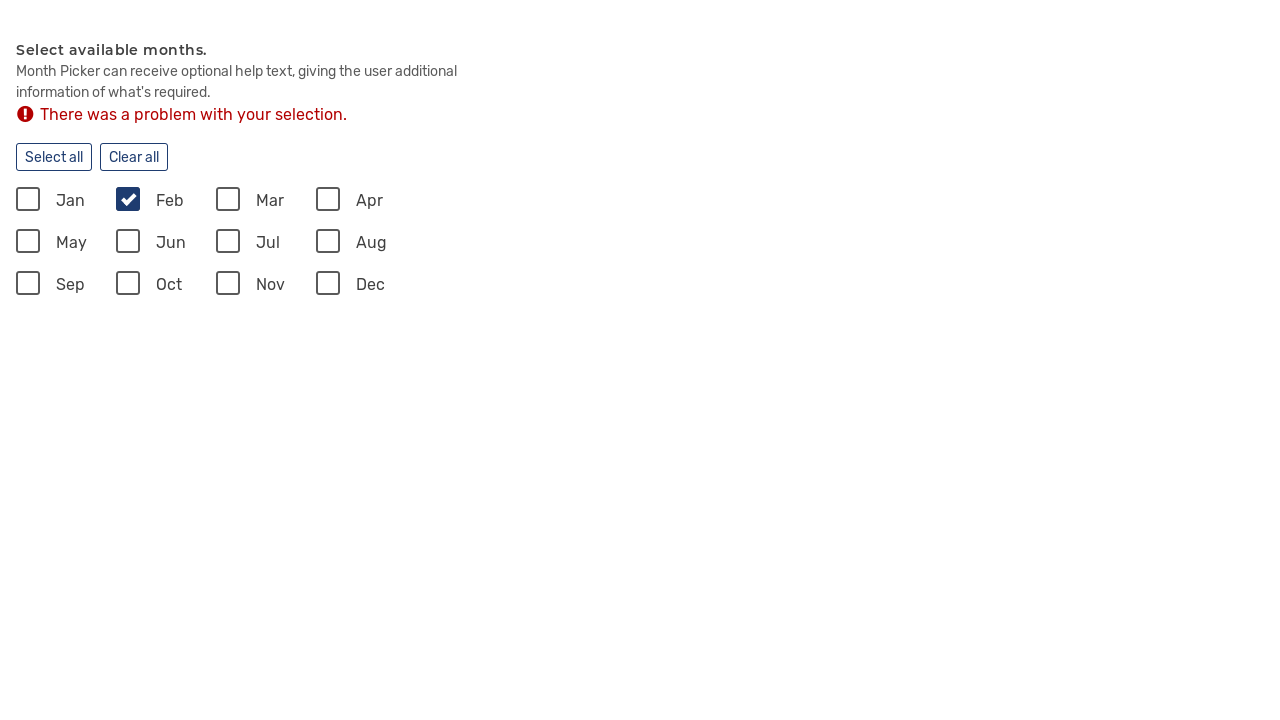 Select available months.
Month Picker can receive optional help text, giving the user additional
information of what's required.
There was a problem with your selection.
Select all Clear all
Jan Feb Mar Apr
May Jun Jul Aug
Sep Oct Nov Dec